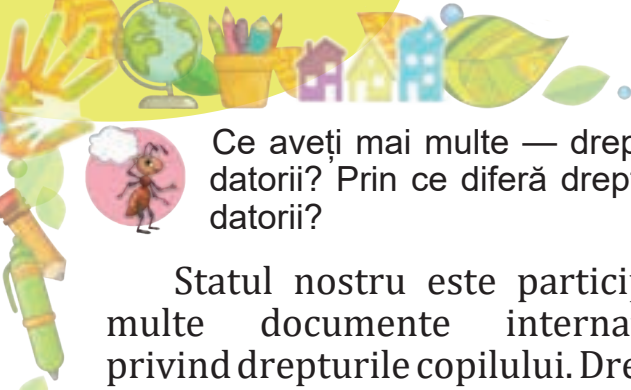 Ce aveți mai multe — drep
datorii? Prin ce diferă drep
datorii?
Statul nostru este particip
multe documente interna
privind drepturile copilului. Dre